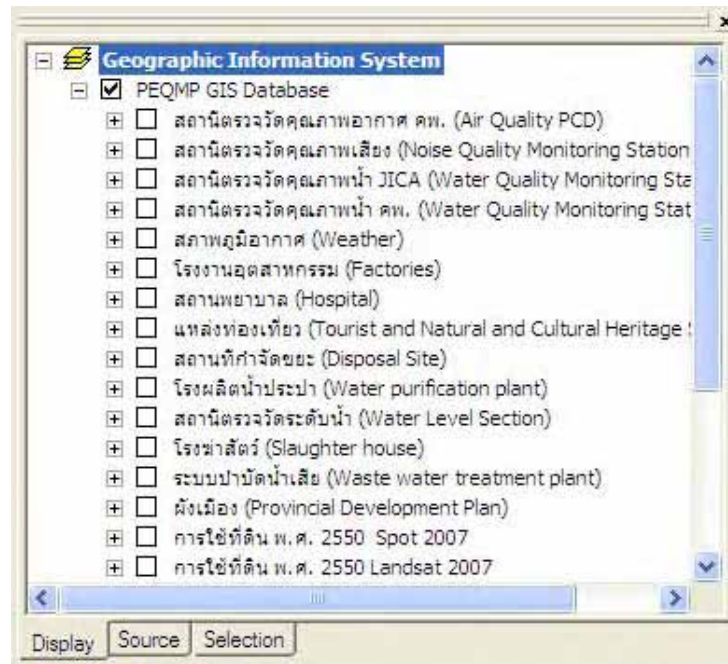 Geographic Information System
PEQMP GIS Database
สถานีตรวจวัดคุณภาพอากาศ คพ. (Air Quality PCD)
สถานีตรวจวัดคุณภาพเสียง (Noise Quality Monitoring Station
สถานีตรวจวัดคุณภาพน้ำ JICA (Water Quality Monitoring Sta
สถานีตรวจวัดคุณภาพน้ำ คพ. (Water Quality Monitoring Stat
สภาพภูมิอากาศ (Weather)
โรงงานอุตสาหกรรม (Factories)
สถานพยาบาล (Hospital)
แหล่งท่องเที่ยว (Tourist and Natural and Cultural Heritage
สถานที่กำจัดขยะ (Disposal Site)
โรงผลิตน้ำประปา (Water purification plant)
สถานีตรวจวัดระดับน้ำ (Water Level Section)
โรงฆ่าสัตว์ (Slaughter house)
ระบบบำบัดน้ำเสีย (Waste water treatment plant)
ผังเมือง (Provincial Development Plan)
การใช้ที่ดิน พ.ศ. 2550 Spot 2007
การใช้ที่ดิน พ.ศ. 2550 Landsat 2007
Display Source Selection